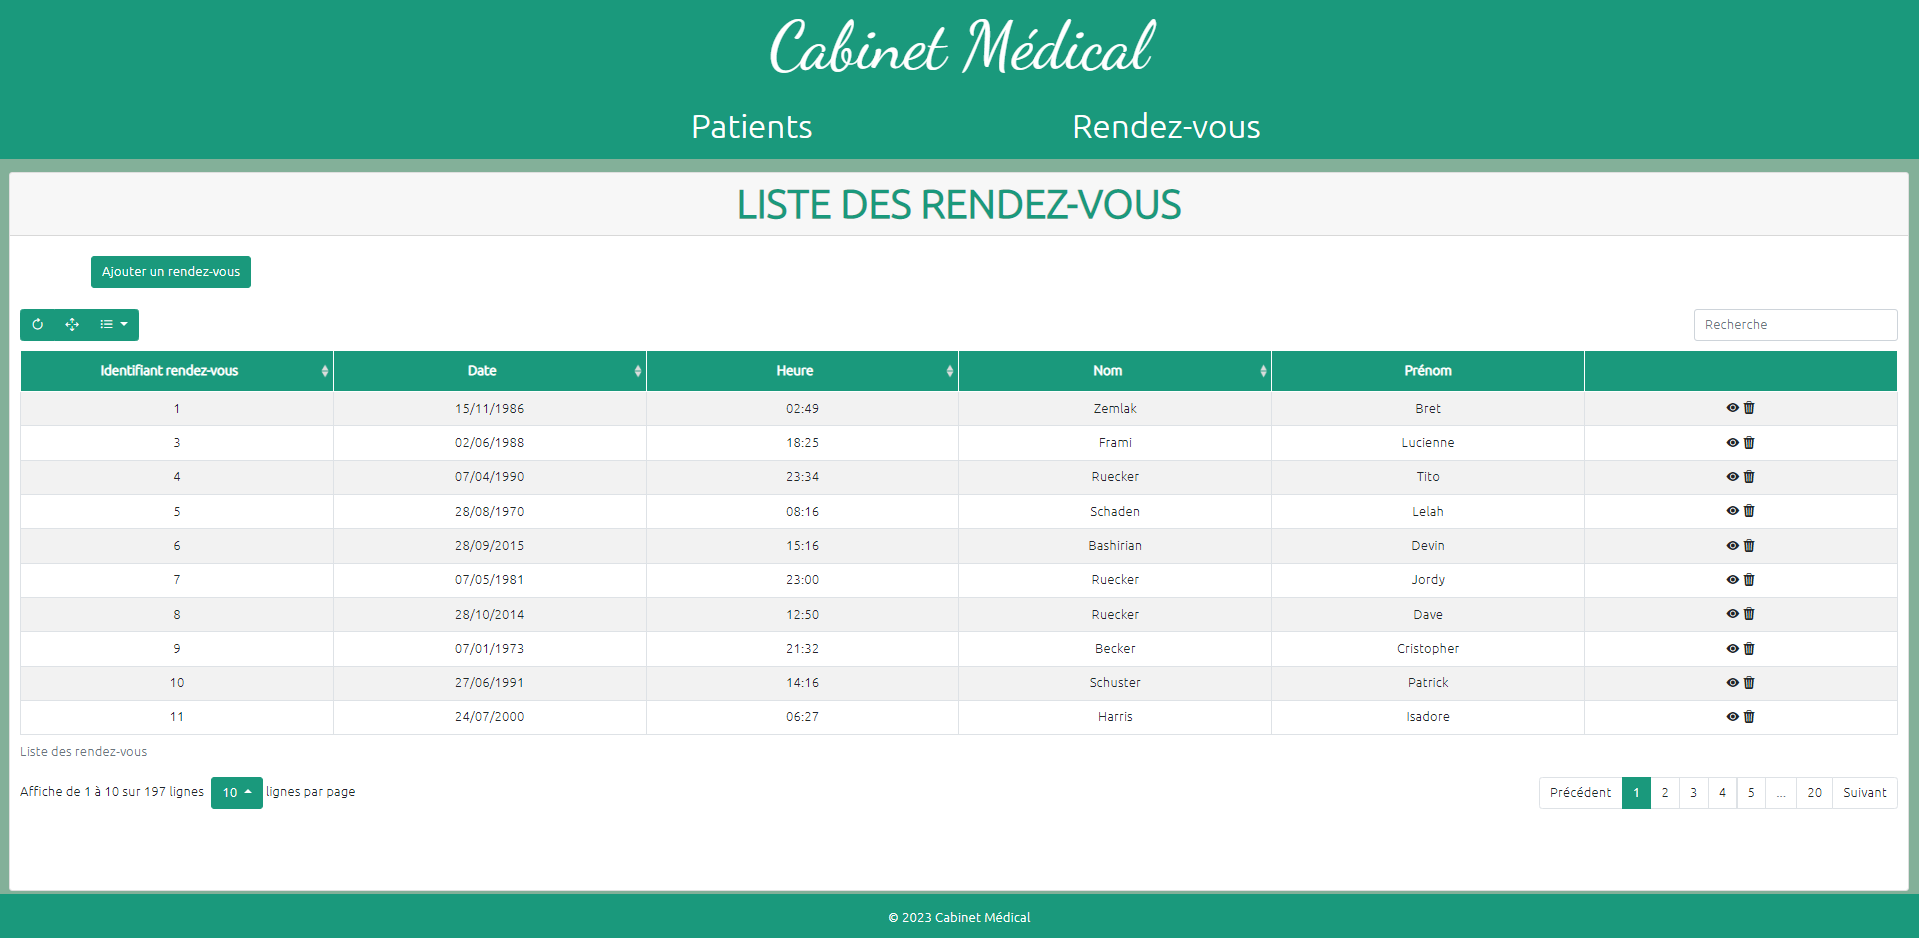 Cabinet Médical
Patients Rendez-vous
LISTE DES RENDEZ-VOUS
Ajouter un rendez-vous
Recherche
Identifiant rendez-vous Date Heure Nom Prénom
1 15/11/1986 02:49 Zemlak Bret
3 02/06/1988 18:25 Frami Lucienne
4 07/04/1990 23:34 Ruecker Tito
5 28/08/1970 08:16 Schaden Lelah
6 28/09/2015 15:16 Bashirian Devin
7 07/05/1981 23:00 Ruecker Jordy
8 28/10/2014 12:50 Ruecker Dave
9 07/01/1973 21:32 Becker Cristopher
10 27/06/1991 14:16 Schuster Patrick
11 24/07/2000 06:27 Harris Isadore
Liste des rendez-vous
Affiche de 1 à 10 sur 197 lignes 10 lignes par page Précédent 1 2 3 4 5 ... 20 Suivant
© 2023 Cabinet Médical